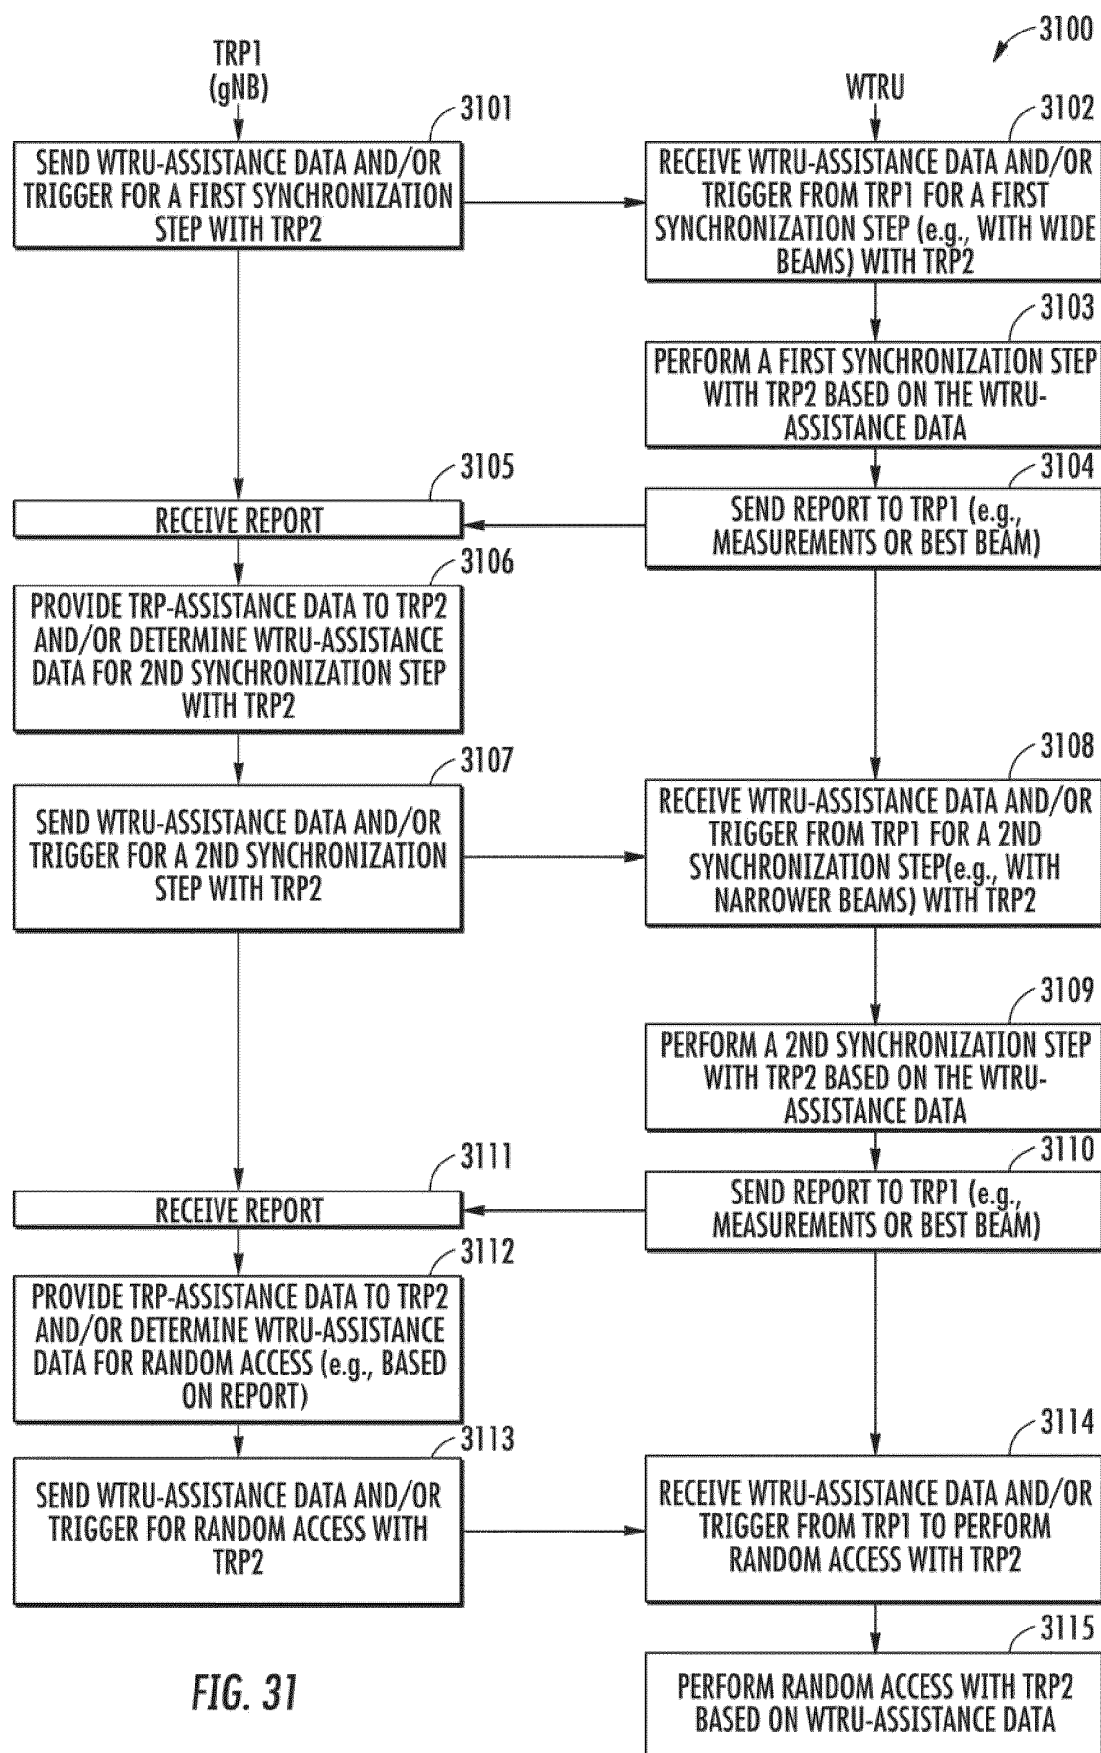 3100
TRP1
(gNB)
WTRU
3101
SEND WTRU-ASSISTANCE DATA AND/OR
TRIGGER FOR A FIRST SYNCHRONIZATION
STEP WITH TRP2
3102
RECEIVE WTRU-ASSISTANCE DATA AND/OR
TRIGGER FROM TRP1 FOR A FIRST
SYNCHRONIZATION STEP (e.g., WITH WIDE
BEAMS) WITH TRP2
3103
PERFORM A FIRST SYNCHRONIZATION STEP
WITH TRP2 BASED ON THE WTRU-
ASSISTANCE DATA
3104
SEND REPORT TO TRP1 (e.g.,
MEASUREMENTS OR BEST BEAM)
3105
RECEIVE REPORT
3106
PROVIDE TRP-ASSISTANCE DATA TO TRP2
AND/OR DETERMINE WTRU-ASSISTANCE
DATA FOR 2ND SYNCHRONIZATION STEP
WITH TRP2
3107
SEND WTRU-ASSISTANCE DATA AND/OR
TRIGGER FOR A 2ND SYNCHRONIZATION
STEP WITH TRP2
3108
RECEIVE WTRU-ASSISTANCE DATA AND/OR
TRIGGER FROM TRP1 FOR A 2ND
SYNCHRONIZATION STEP(e.g., WITH
NARROWER BEAMS) WITH TRP2
3109
PERFORM A 2ND SYNCHRONIZATION STEP
WITH TRP2 BASED ON THE WTRU-
ASSISTANCE DATA
3110
SEND REPORT TO TRP1 (e.g.,
MEASUREMENTS OR BEST BEAM)
3111
RECEIVE REPORT
3112
PROVIDE TRP-ASSISTANCE DATA TO TRP2
AND/OR DETERMINE WTRU-ASSISTANCE
DATA FOR RANDOM ACCESS (e.g., BASED
ON REPORT)
3113
SEND WTRU-ASSISTANCE DATA AND/OR
TRIGGER FOR RANDOM ACCESS WITH
TRP2
3114
RECEIVE WTRU-ASSISTANCE DATA AND/OR
TRIGGER FROM TRP1 TO PERFORM
RANDOM ACCESS WITH TRP2
3115
PERFORM RANDOM ACCESS WITH TRP2
BASED ON WTRU-ASSISTANCE DATA
FIG. 31